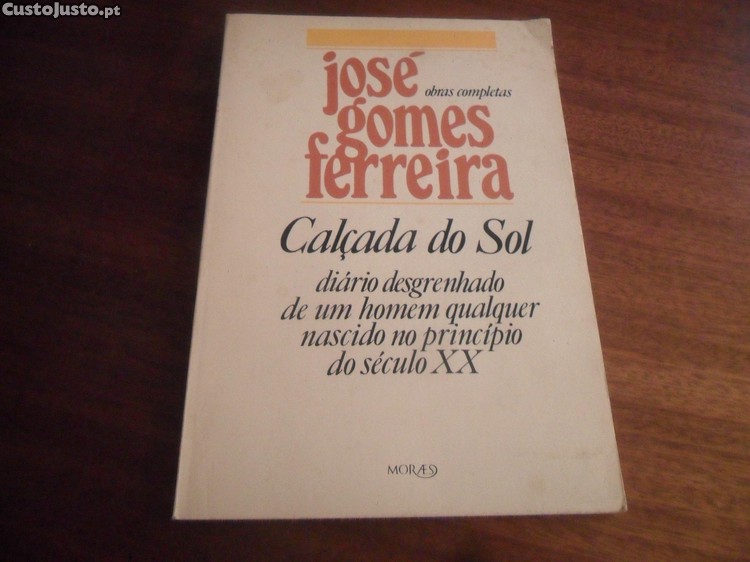 CustoJusto.pt
josé
obras completas
gomes
ferreira
Calçada do Sol
diário desgrenhado
de um homem qualquer
nascido no princípio
do século XX
MORÆS